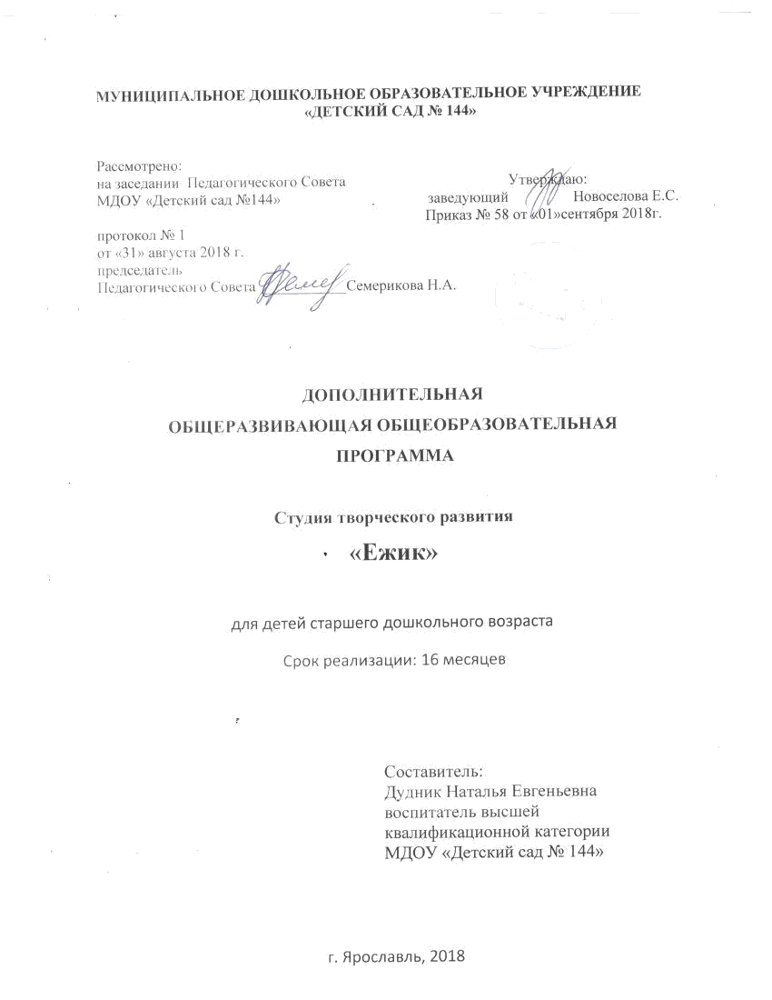 МУНИЦИПАЛЬНОЕ ДОШКОЛЬНОЕ ОБРАЗОВАТЕЛЬНОЕ УЧРЕЖДЕНИЕ
«ДЕТСКИЙ САД № 144»
Рассмотрено:
на заседании Педагогического Совета
МДОУ «Детский сад №144»
протокол № 1
от «31» августа 2018 г.
председатель
Педагогического Совета __________Семерикова Н.А.
Утверждаю:
заведующий Новоселова Е.С.
Приказ № 58 от «01»сентября 2018г.
ДОПОЛНИТЕЛЬНАЯ
ОБЩЕРАЗВИВАЮЩАЯ ОБЩЕОБРАЗОВАТЕЛЬНАЯ
ПРОГРАММА
Студия творческого развития
«Ежик»
для детей старшего дошкольного возраста
Срок реализации: 16 месяцев
Составитель:
Дудник Наталья Евгеньевна
воспитатель высшей
квалификационной категории
МДОУ «Детский сад № 144»
г. Ярославль, 2018